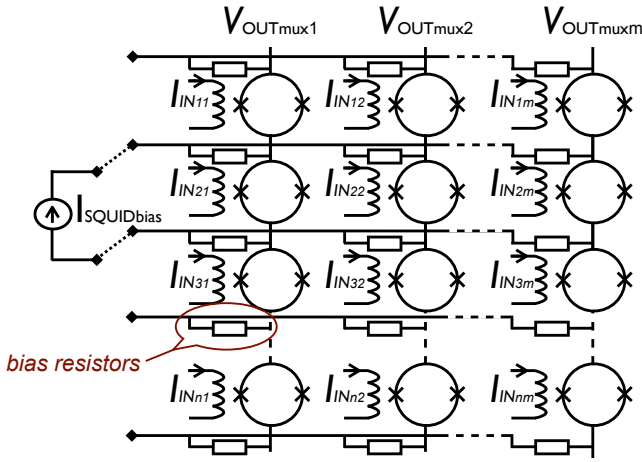 VOUTmux1 VOUTmux2 VOUTmuxm
IIN11 IIN12 IIN1m
IIN21 IIN22 IIN2m
ISQUIDbias
IIN31 IIN32 IIN3m
bias resistors
IINn1 IINn2 IINnm